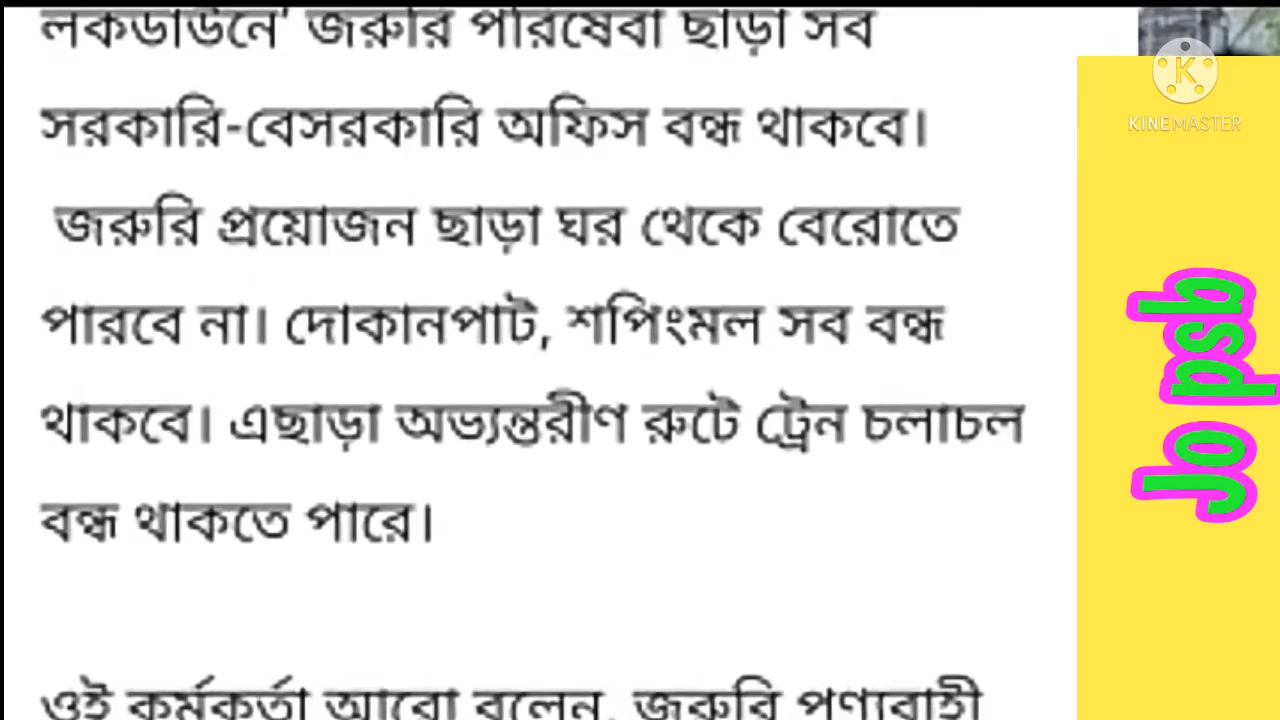 লকডাউনে' জরুরি পরিষেবা ছাড়া সব
সরকারি-বেসরকারি অফিস বন্ধ থাকবে।
জরুরি প্রয়োজন ছাড়া ঘর থেকে বেরোতে
পারবে না। দোকানপাট, শপিংমল সব বন্ধ
থাকবে। এছাড়া অভ্যন্তরীণ রুটে ট্রেন চলাচল
বন্ধ থাকতে পারে।
ওই কর্মকর্তা আরো বলেন, জরুরি পণ্যবাহী
K
KINEMASTER
Jo psb